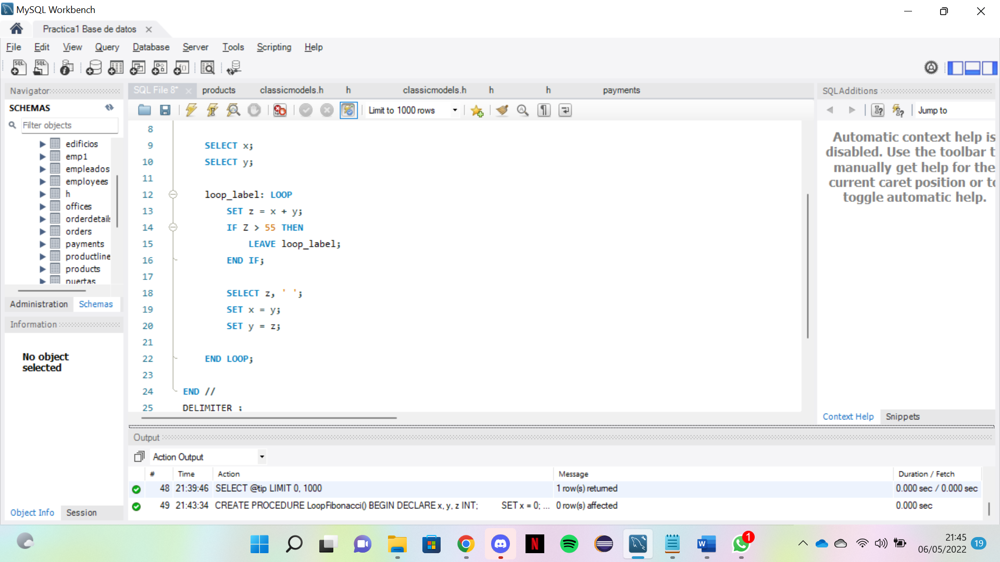 MySQL Workbench
Practica1 Base de datos
File Edit View Query Database Server Tools Scripting Help
Navigator
SCHEMAS
Filter objects
edificios
emp1
empleados
employees
h
offices
orderdetails
orders
payments
productline
products
puertas
Administration Schemas
Information
No object
selected
Object Info Session
SQL File 8* products classicmodels.h h classicmodels.h h h payments
Limit to 1000 rows
8
9 SELECT x;
10 SELECT y;
11
12 loop_label: LOOP
13 SET z = x + y;
14 IF Z > 55 THEN
15 LEAVE loop_label;
16 END IF;
17
18 SELECT z, ' ';
19 SET x = y;
20 SET y = z;
21
22 END LOOP;
23
24 END //
25 DELIMITER ;
SQLAdditions
Jump to
Automatic context help is
disabled. Use the toolbar t
manually get help for the
current caret position or to
toggle automatic help.
Context Help Snippets
Output
Action Output
# Time Action Message Duration / Fetch
48 21:39:46 SELECT @tip LIMIT 0, 1000 1 row(s) returned 0.000 sec / 0.000 sec
49 21:43:34 CREATE PROCEDURE LoopFibonacci() BEGIN DECLARE x, y, z INT; SET x = 0; ... 0 row(s) affected 0.000 sec
1
21:45
06/05/2022
19